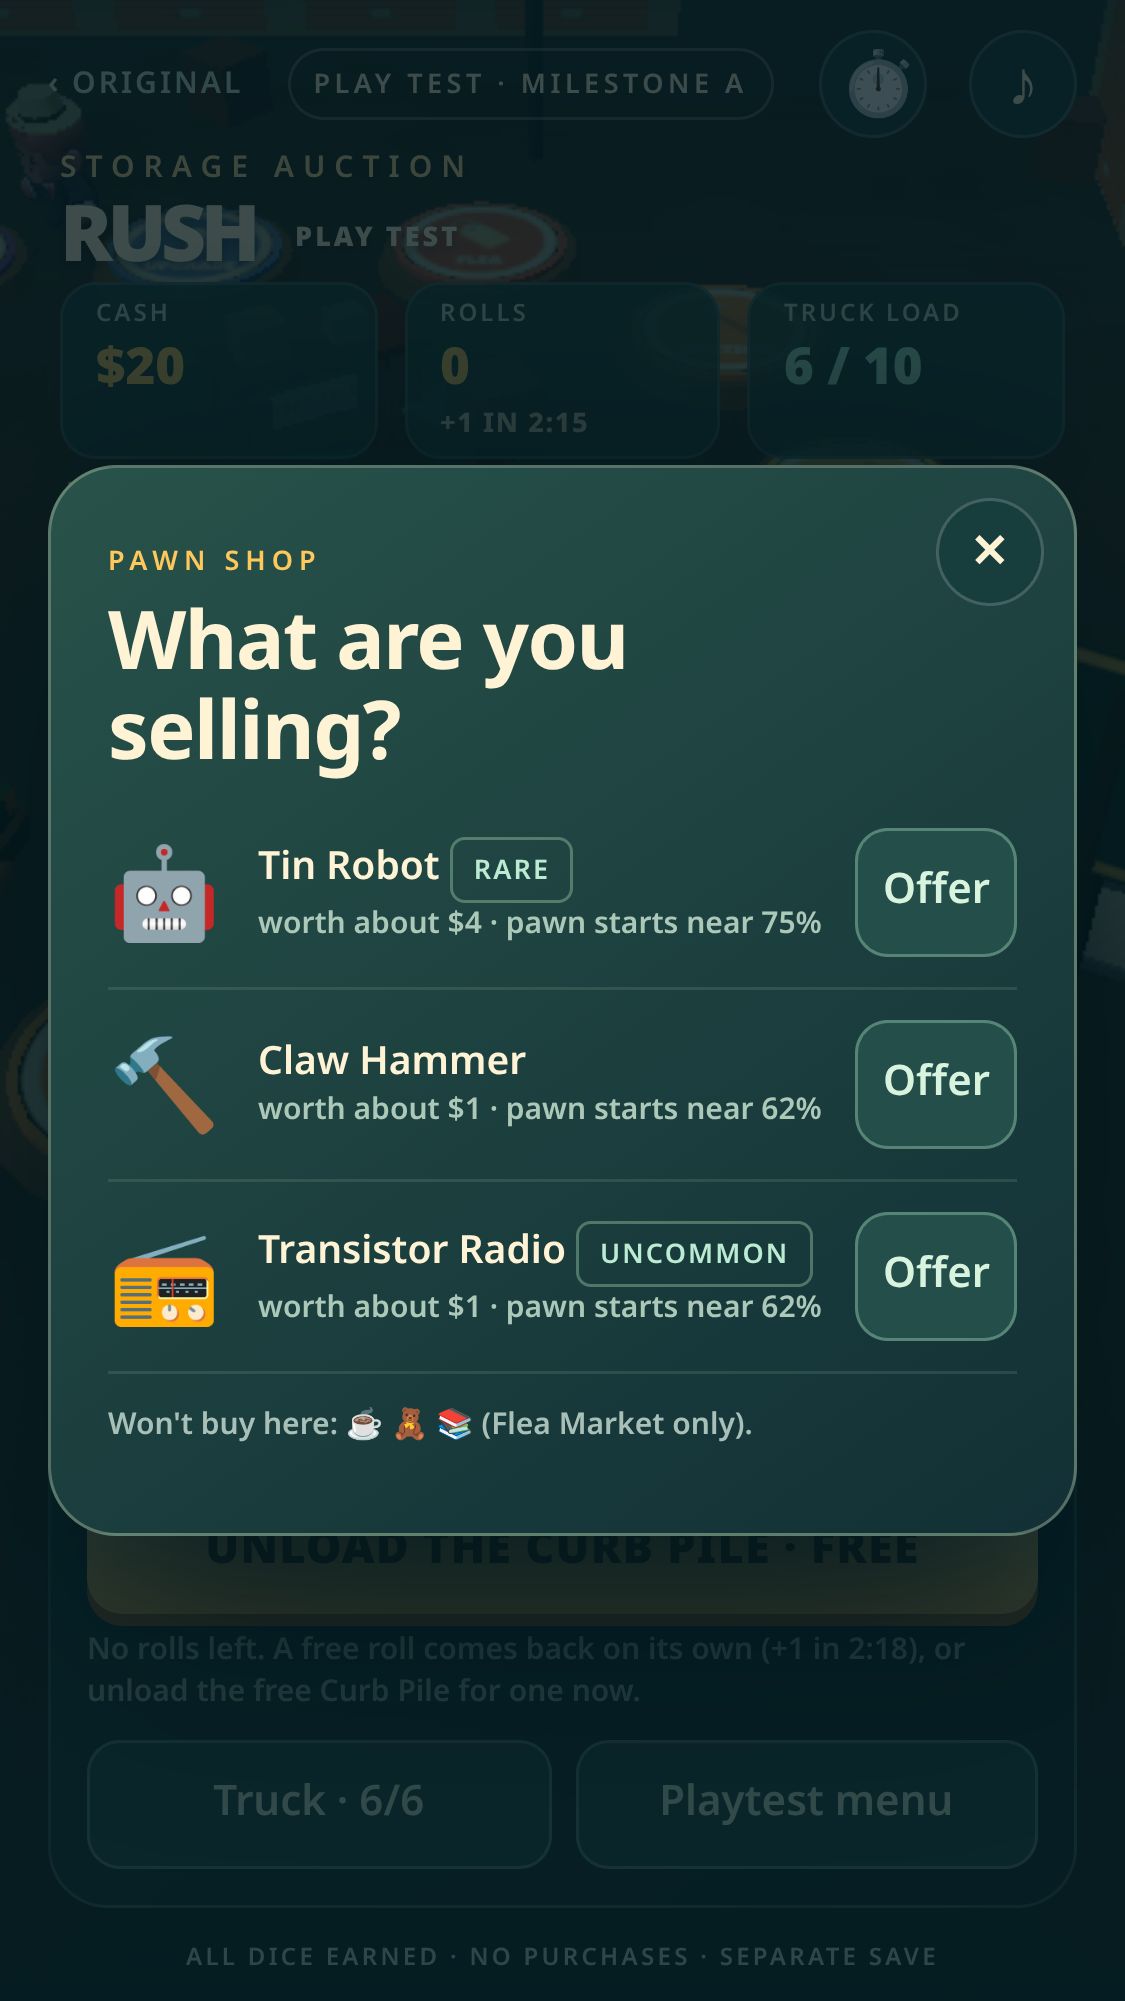 ‹ ORIGINAL
PLAY TEST · MILESTONE A
STORAGE AUCTION
RUSH PLAY TEST
CASH
$20
ROLLS
0
+1 IN 2:15
TRUCK LOAD
6 / 10
PAWN SHOP
What are you
selling?
Tin Robot RARE
worth about $4 · pawn starts near 75%
Offer
Claw Hammer
worth about $1 · pawn starts near 62%
Offer
Transistor Radio UNCOMMON
worth about $1 · pawn starts near 62%
Offer
Won't buy here: ☕ 🧸 📚 (Flea Market only).
UNLOAD THE CURB PILE · FREE
No rolls left. A free roll comes back on its own (+1 in 2:18), or
unload the free Curb Pile for one now.
Truck · 6/6
Playtest menu
ALL DICE EARNED · NO PURCHASES · SEPARATE SAVE